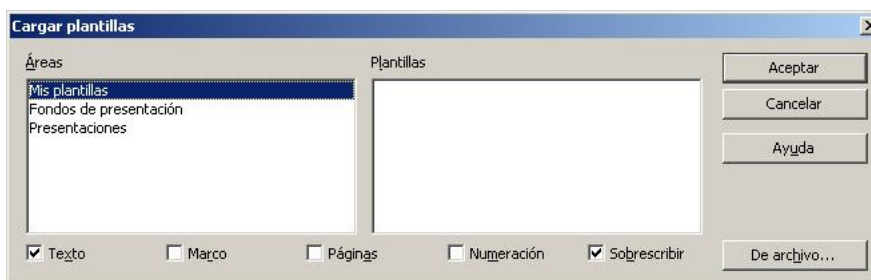 Cargar plantillas
Áreas
Plantillas
Mis plantillas
Fondos de presentación
Presentaciones
Aceptar
Cancelar
Ayuda
Texto
Marco
Páginas
Numeración
Sobrescribir
De archivo...